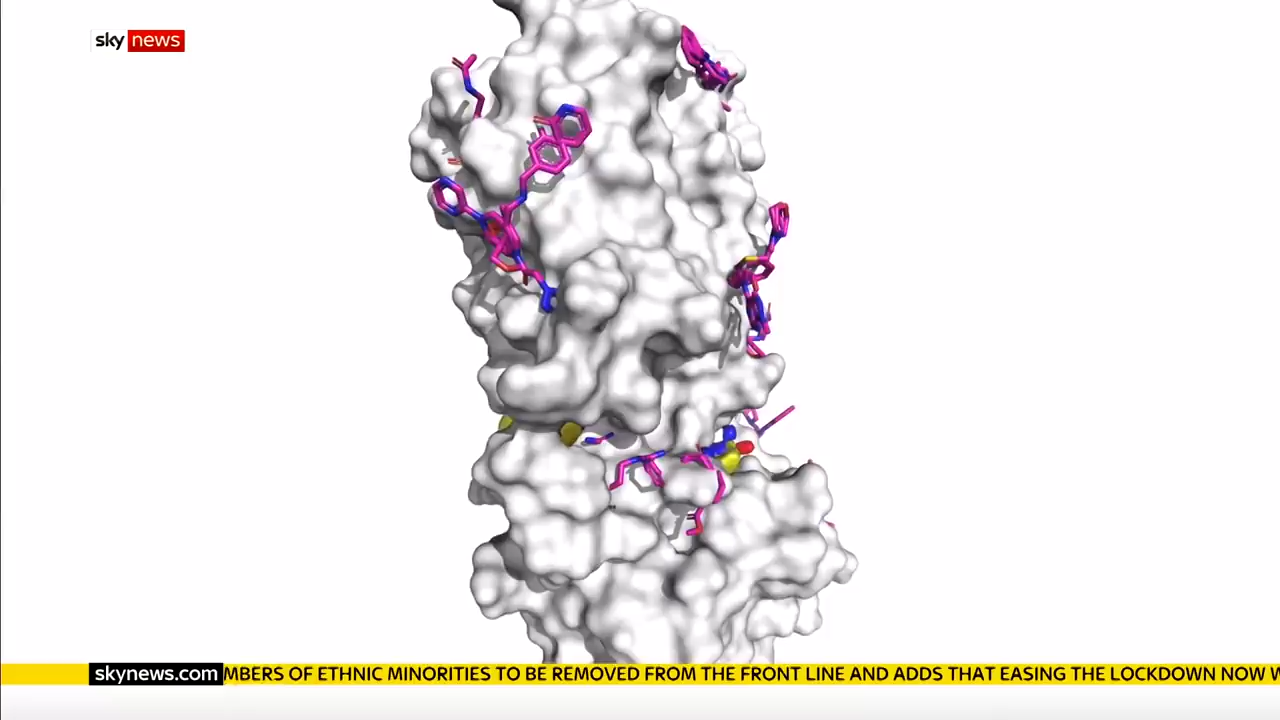 sky news
skynews.com MBERS OF ETHNIC MINORITIES TO BE REMOVED FROM THE FRONT LINE AND ADDS THAT EASING THE LOCKDOWN NOW